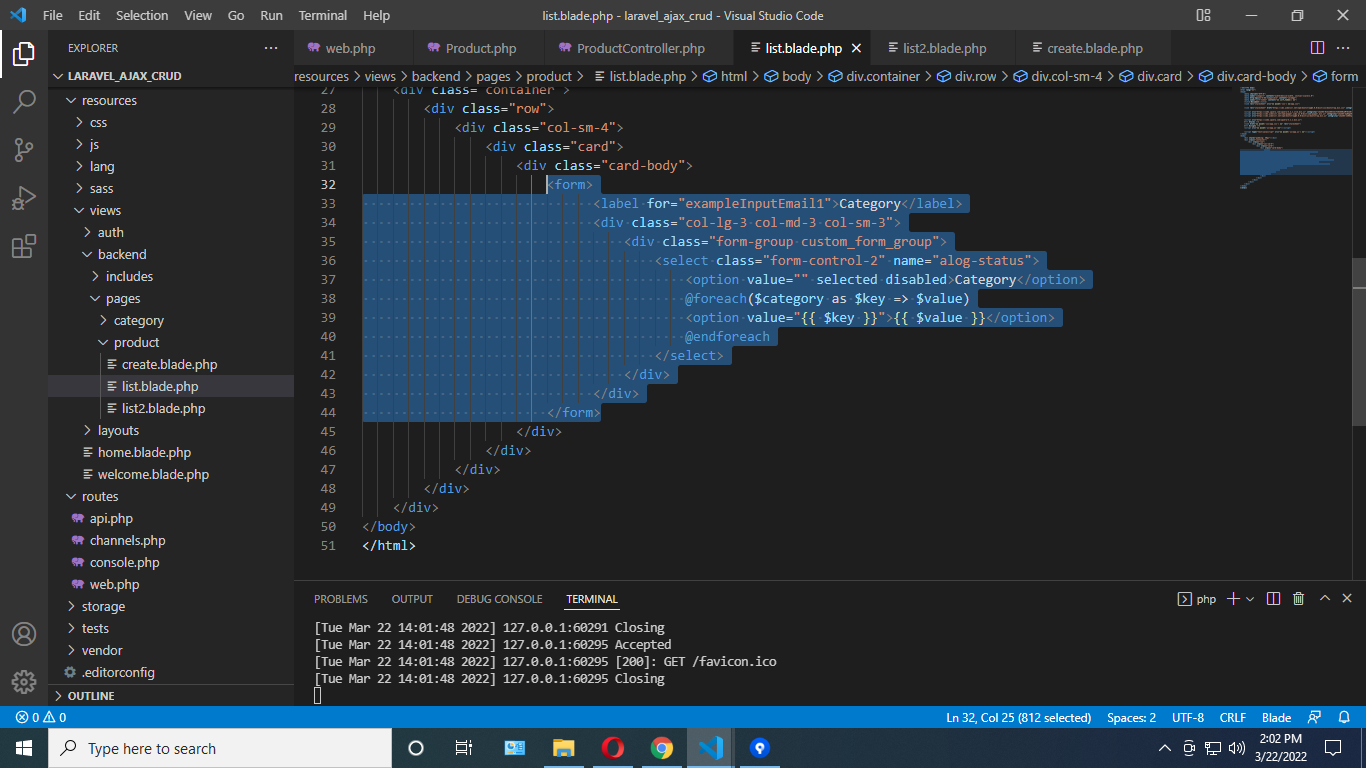 File Edit Selection View Go Run Terminal Help
list.blade.php - laravel_ajax_crud - Visual Studio Code
EXPLORER
LARAVEL_AJAX_CRUD
resources
css
js
lang
sass
views
auth
backend
includes
pages
category
product
create.blade.php
list.blade.php
list2.blade.php
layouts
home.blade.php
welcome.blade.php
routes
api.php
channels.php
console.php
web.php
storage
tests
vendor
.editorconfig
OUTLINE
web.php Product.php ProductController.php list.blade.php list2.blade.php create.blade.php
resources > views > backend > pages > product > list.blade.php > html > body > div.container > div.row > div.col-sm-4 > div.card > div.card-body > form
27 <div class="container">
28 <div class="row">
29 <div class="col-sm-4">
30 <div class="card">
31 <div class="card-body">
32 <form>
33 <label for="exampleInputEmail1">Category</label>
34 <div class="col-lg-3 col-md-3 col-sm-3">
35 <div class="form-group custom_form_group">
36 <select class="form-control-2" name="alog-status">
37 <option value="" selected disabled>Category</option>
38 @foreach($category as $key => $value)
39 <option value="{{ $key }}">{{ $value }}</option>
40 @endforeach
41 </select>
42 </div>
43 </div>
44 </form>
45 </div>
46 </div>
47 </div>
48 </div>
49 </div>
50 </body>
51 </html>
PROBLEMS OUTPUT DEBUG CONSOLE TERMINAL
php
[Tue Mar 22 14:01:48 2022] 127.0.0.1:60291 Closing
[Tue Mar 22 14:01:48 2022] 127.0.0.1:60295 Accepted
[Tue Mar 22 14:01:48 2022] 127.0.0.1:60295 [200]: GET /favicon.ico
[Tue Mar 22 14:01:48 2022] 127.0.0.1:60295 Closing
0 0
Ln 32, Col 25 (812 selected) Spaces: 2 UTF-8 CRLF Blade
Type here to search
2:02 PM
3/22/2022